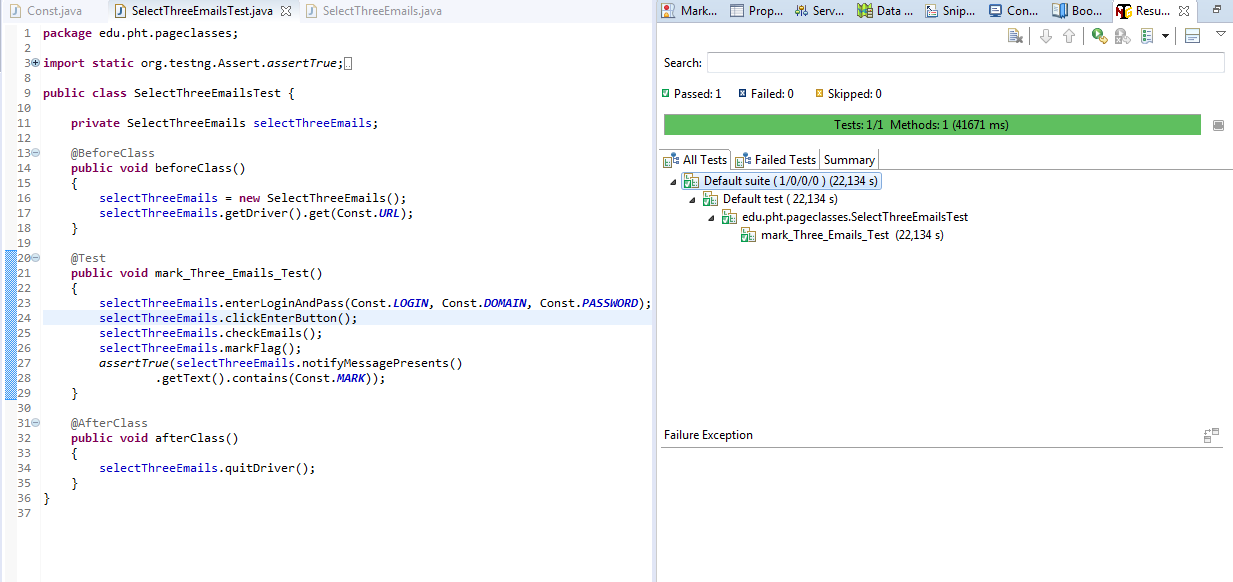 Const.java
SelectThreeEmailsTest.java
SelectThreeEmails.java
1 package edu.pht.pageclasses;
2
3 import static org.testng.Assert.assertTrue;
8
9 public class SelectThreeEmailsTest {
10
11 private SelectThreeEmails selectThreeEmails;
12
13 @BeforeClass
14 public void beforeClass()
15 {
16 selectThreeEmails = new SelectThreeEmails();
17 selectThreeEmails.getDriver().get(Const.URL);
18 }
19
20 @Test
21 public void mark_Three_Emails_Test()
22 {
23 selectThreeEmails.enterLoginAndPass(Const.LOGIN, Const.DOMAIN, Const.PASSWORD);
24 selectThreeEmails.clickEnterButton();
25 selectThreeEmails.checkEmails();
26 selectThreeEmails.markFlag();
27 assertTrue(selectThreeEmails.notifyMessagePresents()
28 .getText().contains(Const.MARK));
29 }
30
31 @AfterClass
32 public void afterClass()
33 {
34 selectThreeEmails.quitDriver();
35 }
36 }
37
Mark... Prop... Serv... Data ... Snip... Con... Boo... Resu...
Search:
Passed: 1 Failed: 0 Skipped: 0
Tests: 1/1 Methods: 1 (41671 ms)
All Tests Failed Tests Summary
Default suite ( 1/0/0/0 ) (22,134 s)
Default test ( 22,134 s)
edu.pht.pageclasses.SelectThreeEmailsTest
mark_Three_Emails_Test (22,134 s)
Failure Exception